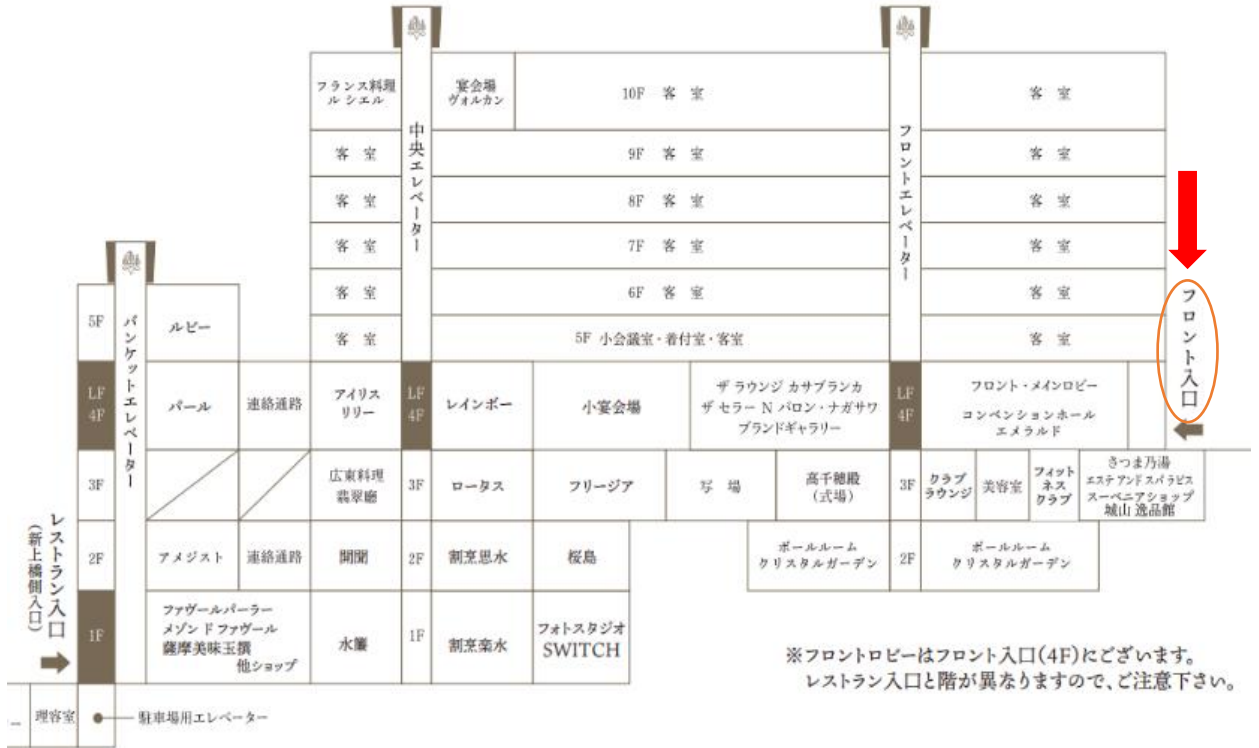 フランス料理
ル シエル
宴会場
ヴォルカン
10F 客 室
客 室
中央エレベーター
フロントエレベーター
客 室
9F 客 室
客 室
客 室
8F 客 室
客 室
客 室
7F 客 室
客 室
客 室
6F 客 室
客 室
客 室
5F 小会議室・着付室・客室
客 室
フロント入口
5F
バンケットエレベーター
ルビー
LF
4F
パール
連絡通路
アイリス
リリー
LF
4F
レインボー
小宴会場
ザ ラウンジ カサブランカ
ザ セラー N バロン・ナガサワ
ブランドギャラリー
LF
4F
フロント・メインロビー
コンベンションホール
エメラルド
3F
広東料理
翡翠廳
3F
ロータス
フリージア
写 場
高千穂殿
(式場)
3F
クラブ
ラウンジ
美容室
フィット
ネス
クラブ
さつま乃湯
エステ アンド スパ ラピス
スーベニアショップ
城山 逸品館
レストラン入口
(新上橋側入口)
2F
アメジスト
連絡通路
開聞
2F
割烹思水
桜島
ボールルーム
クリスタルガーデン
2F
ボールルーム
クリスタルガーデン
1F
ファヴールパーラー
メゾン ド ファヴール
薩摩美味玉撰
他ショップ
水簾
1F
割烹楽水
フォトスタジオ
SWITCH
※フロントロビーはフロント入口(4F)にございます。
レストラン入口と階が異なりますので、ご注意下さい。
理容室
駐車場用エレベーター